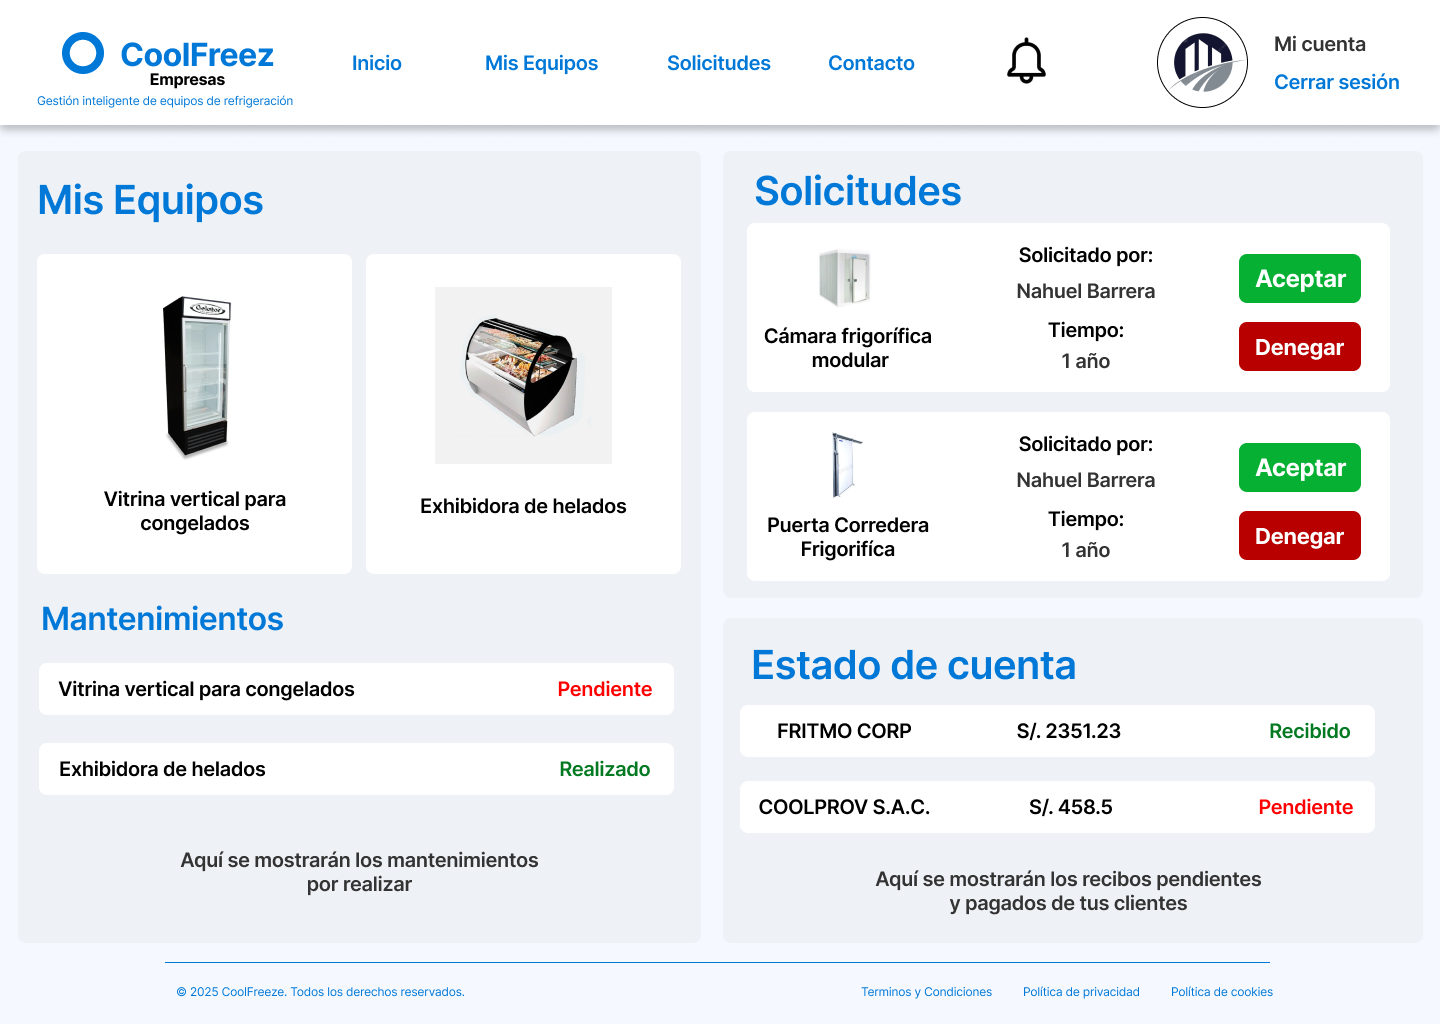 CoolFreez
Empresas
Gestión inteligente de equipos de refrigeración
Inicio
Mis Equipos
Solicitudes
Contacto
Mi cuenta
Cerrar sesión
Mis Equipos
Vitrina vertical para
congelados
Exhibidora de helados
Mantenimientos
Vitrina vertical para congelados
Pendiente
Exhibidora de helados
Realizado
Aquí se mostrarán los mantenimientos
por realizar
Solicitudes
Cámara frigorífica
modular
Solicitado por:
Nahuel Barrera
Tiempo:
1 año
Aceptar
Denegar
Puerta Corredera
Frigorifíca
Solicitado por:
Nahuel Barrera
Tiempo:
1 año
Aceptar
Denegar
Estado de cuenta
FRITMO CORP
S/. 2351.23
Recibido
COOLPROV S.A.C.
S/. 458.5
Pendiente
Aquí se mostrarán los recibos pendientes
y pagados de tus clientes
© 2025 CoolFreeze. Todos los derechos reservados.
Terminos y Condiciones
Política de privacidad
Política de cookies